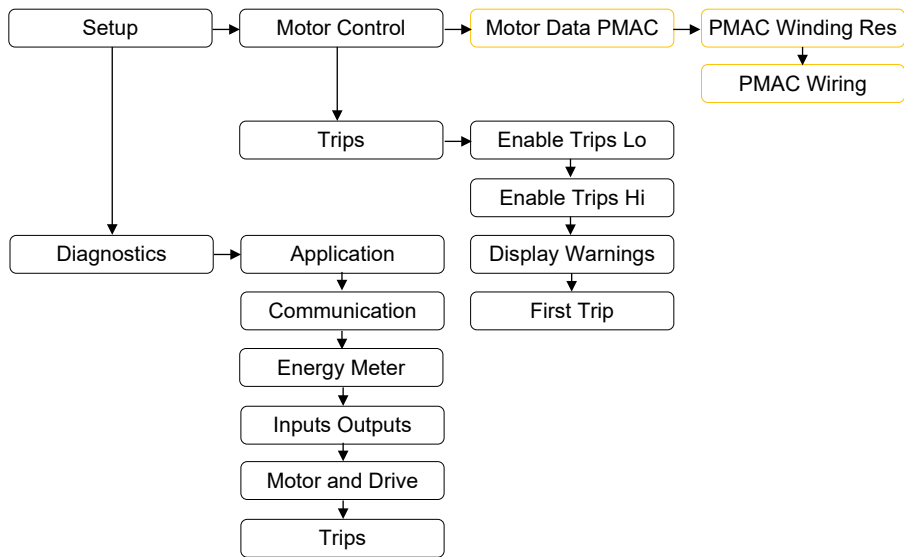 Setup
Motor Control
Motor Data PMAC
PMAC Winding Res
PMAC Wiring
Trips
Enable Trips Lo
Enable Trips Hi
Diagnostics
Application
Display Warnings
Communication
First Trip
Energy Meter
Inputs Outputs
Motor and Drive
Trips